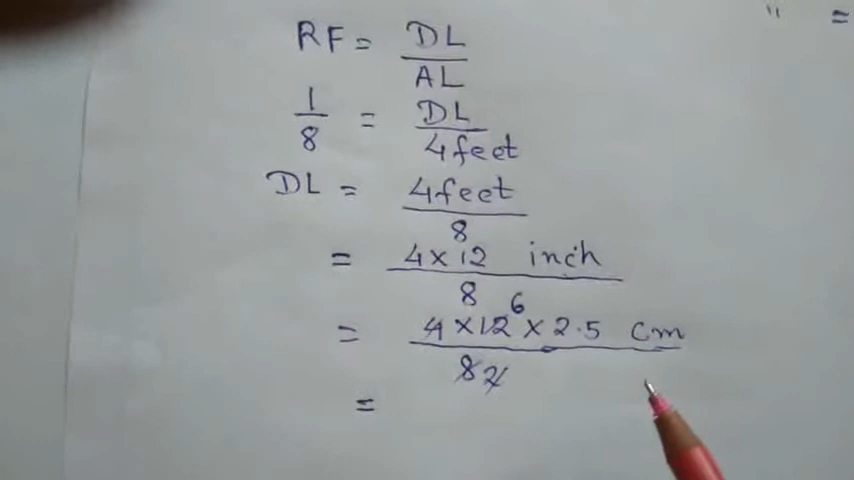 " =
RF = DL
AL
1 = DL
8 4feet
DL = 4feet
8
= 4×12 inch
8
6
= 4×12×2.5 cm
8 2
=